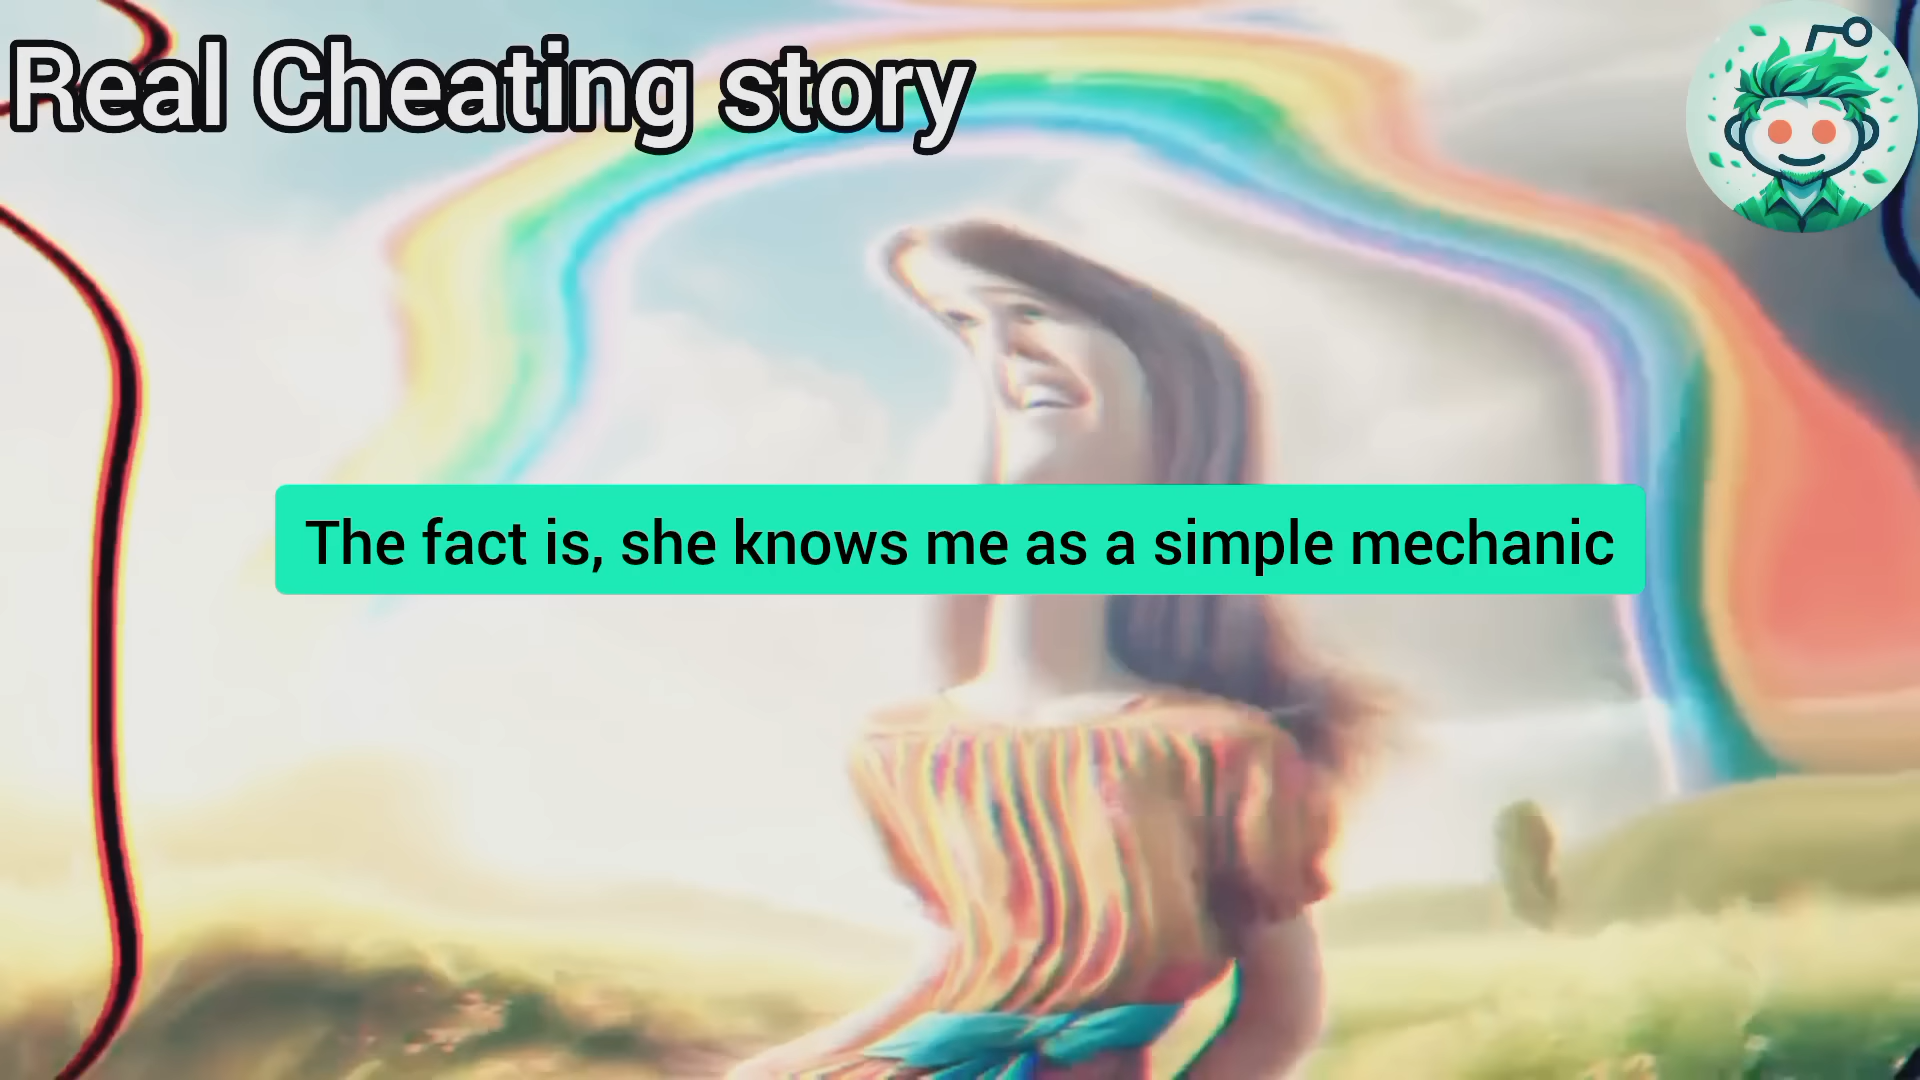 Real Cheating story
The fact is, she knows me as a simple mechanic